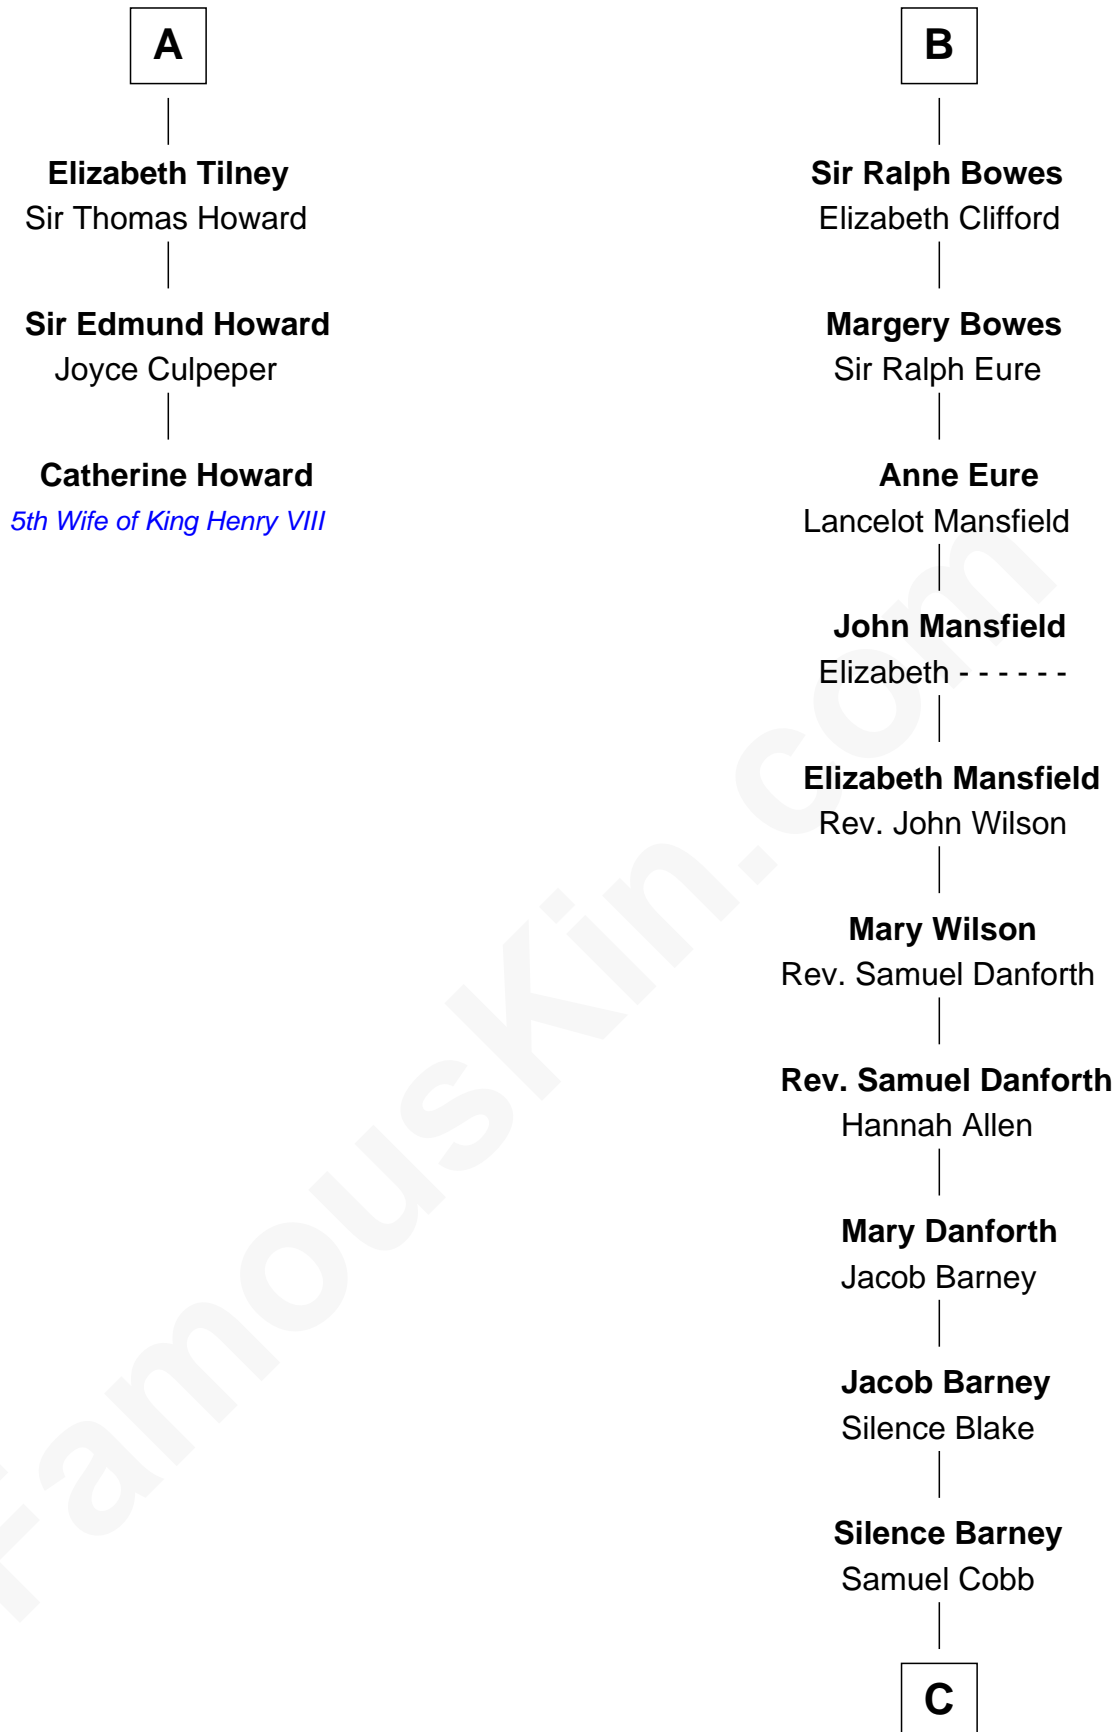 A
Elizabeth Tilney
Sir Thomas Howard
Sir Edmund Howard
Joyce Culpeper
Catherine Howard
5th Wife of King Henry VIII
B
Sir Ralph Bowes
Elizabeth Clifford
Margery Bowes
Sir Ralph Eure
Anne Eure
Lancelot Mansfield
John Mansfield
Elizabeth - - - - - -
Elizabeth Mansfield
Rev. John Wilson
Mary Wilson
Rev. Samuel Danforth
Rev. Samuel Danforth
Hannah Allen
Mary Danforth
Jacob Barney
Jacob Barney
Silence Blake
Silence Barney
Samuel Cobb
C
FamousKin.com